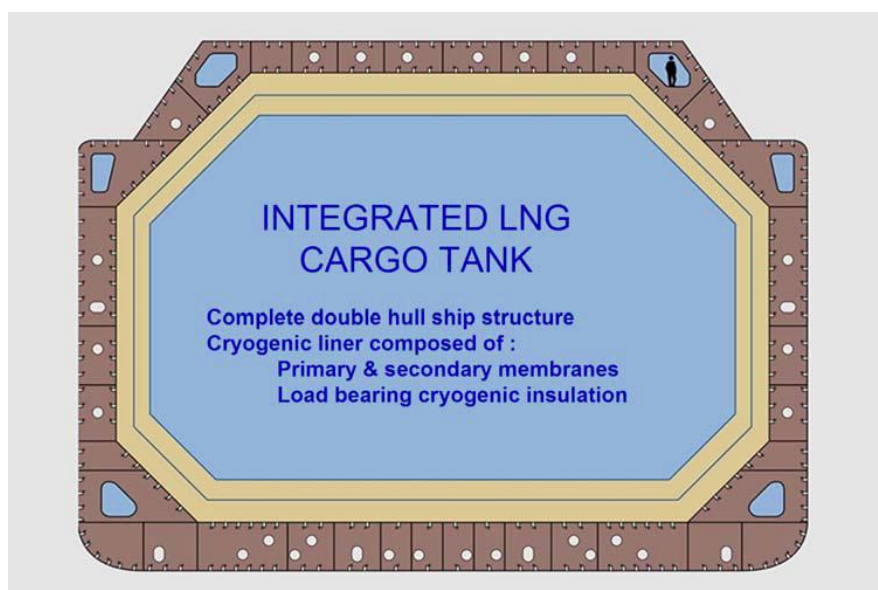 INTEGRATED LNG
CARGO TANK
Complete double hull ship structure
Cryogenic liner composed of :
Primary & secondary membranes
Load bearing cryogenic insulation